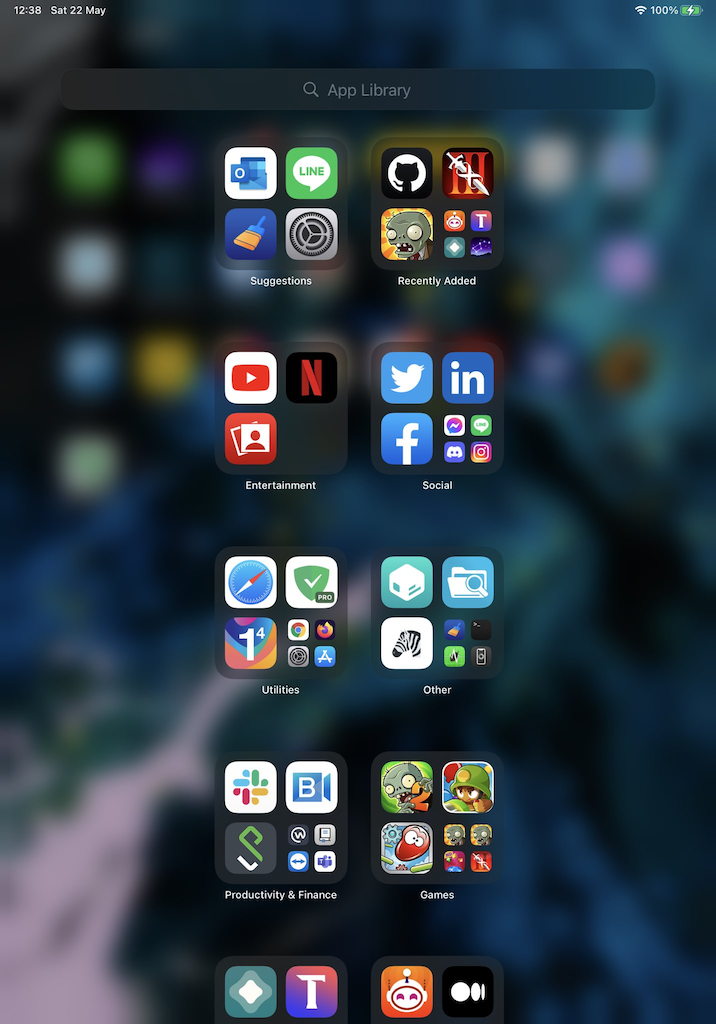 12:38 Sat 22 May 100%
App Library
LINE
Suggestions
Recently Added
Entertainment
in
Social
PRO
Utilities
Other
Productivity & Finance
Games